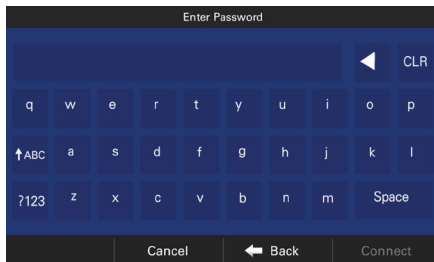 Enter Password
CLR
q w e r t y u i o p
ABC a s d f g h j k l
?123 z x c v b n m Space
Cancel Back Connect